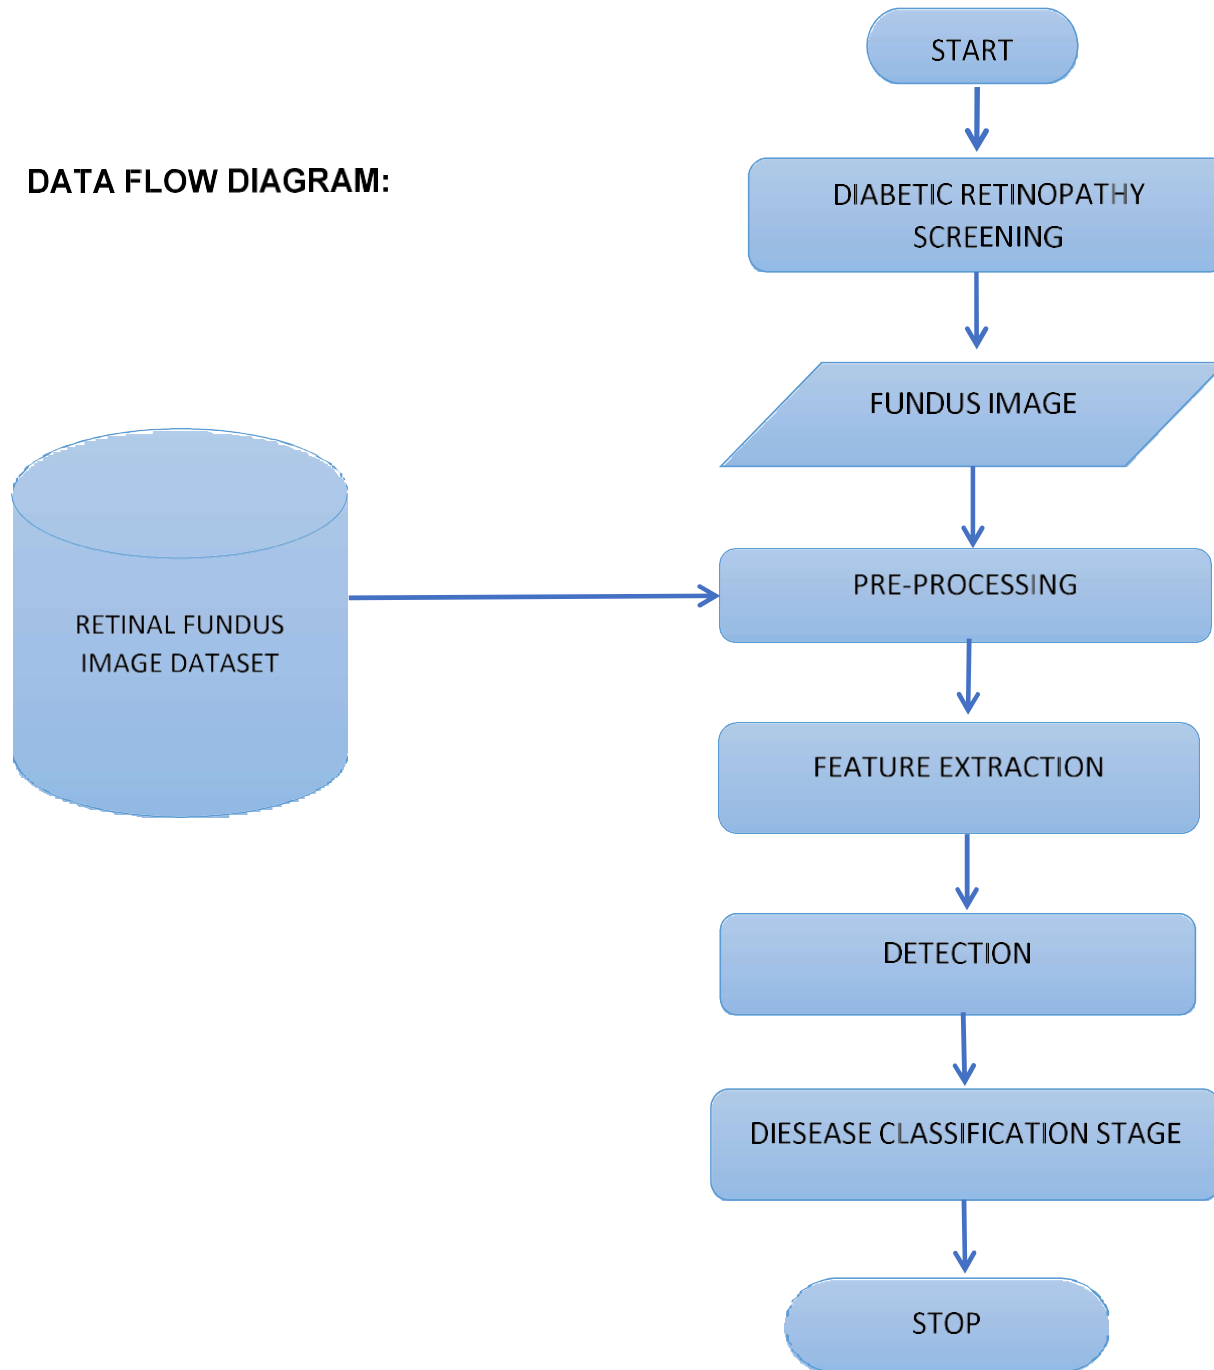 START
DATA FLOW DIAGRAM:
DIABETIC RETINOPATHY
SCREENING
FUNDUS IMAGE
PRE-PROCESSING
RETINAL FUNDUS
IMAGE DATASET
FEATURE EXTRACTION
DETECTION
DIESEASE CLASSIFICATION STAGE
STOP